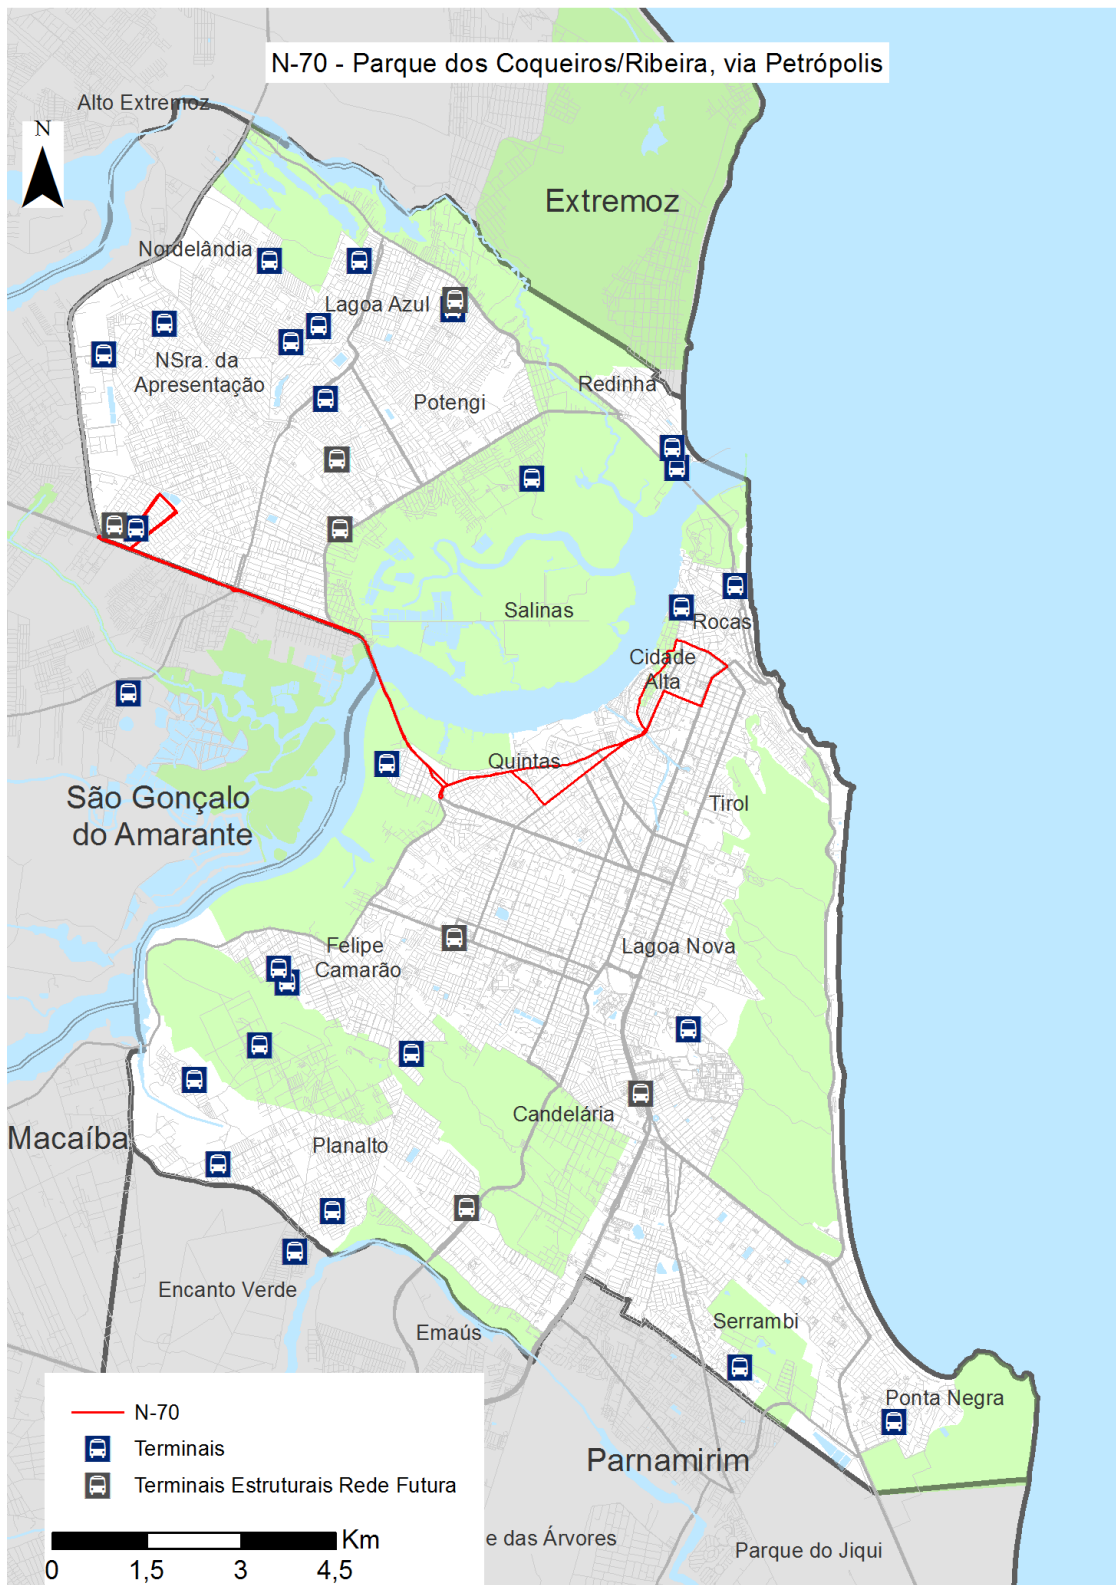 N-70 - Parque dos Coqueiros/Ribeira, via Petrópolis
Alto Extremoz
N
Extremoz
Nordelândia
Lagoa Azul
NSra. da
Apresentação
Redinha
Potengi
Salinas
Rocas
Cidade
Alta
Quintas
São Gonçalo
do Amarante
Tirol
Felipe
Camarão
Lagoa Nova
Candelária
Macaíba
Planalto
Encanto Verde
Emaús
Serrambi
Ponta Negra
Parnamirim
e das Árvores
Parque do Jiqui
N-70
Terminais
Terminais Estruturais Rede Futura
Km
0 1,5 3 4,5